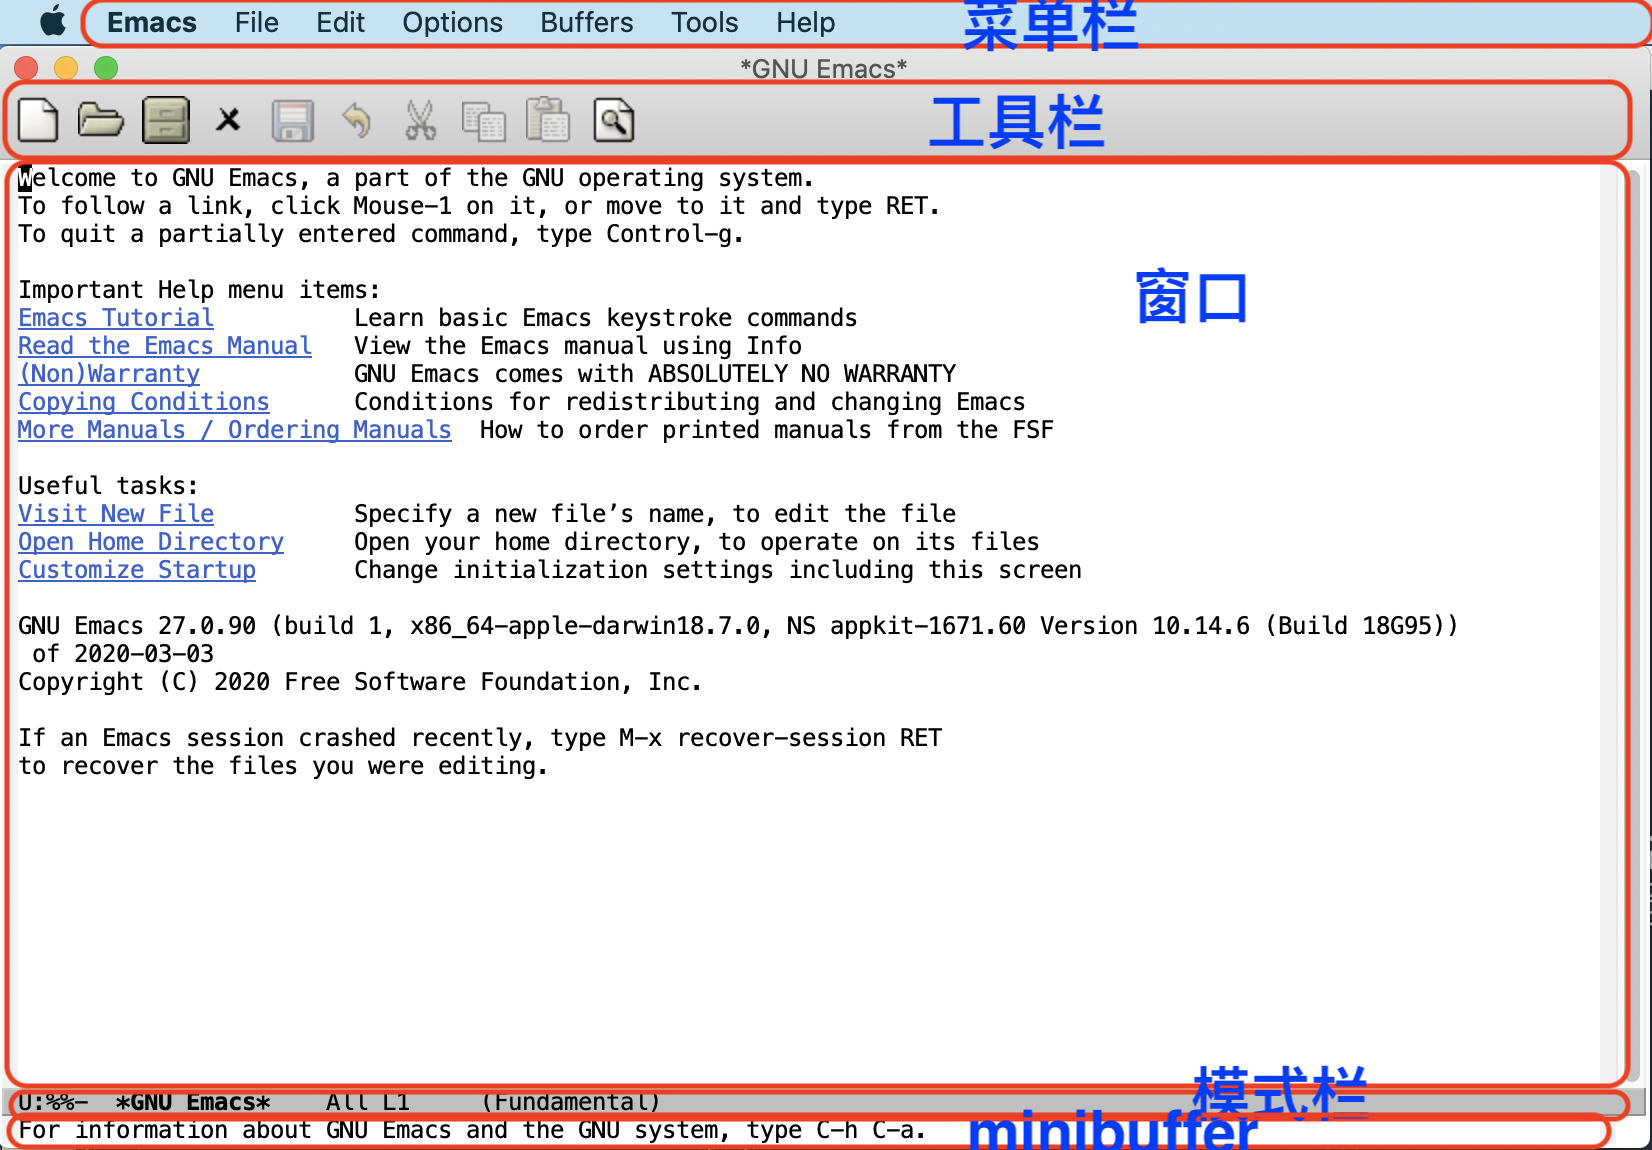 Emacs File Edit Options Buffers Tools Help 菜单栏
*GNU Emacs*
工具栏
Welcome to GNU Emacs, a part of the GNU operating system.
To follow a link, click Mouse-1 on it, or move to it and type RET.
To quit a partially entered command, type Control-g.
窗口
Important Help menu items:
Emacs Tutorial Learn basic Emacs keystroke commands
Read the Emacs Manual View the Emacs manual using Info
(Non)Warranty GNU Emacs comes with ABSOLUTELY NO WARRANTY
Copying Conditions Conditions for redistributing and changing Emacs
More Manuals / Ordering Manuals How to order printed manuals from the FSF
Useful tasks:
Visit New File Specify a new file’s name, to edit the file
Open Home Directory Open your home directory, to operate on its files
Customize Startup Change initialization settings including this screen
GNU Emacs 27.0.90 (build 1, x86_64-apple-darwin18.7.0, NS appkit-1671.60 Version 10.14.6 (Build 18G95))
of 2020-03-03
Copyright (C) 2020 Free Software Foundation, Inc.
If an Emacs session crashed recently, type M-x recover-session RET
to recover the files you were editing.
U:%%- *GNU Emacs* All L1 (Fundamental) 模式栏
For information about GNU Emacs and the GNU system, type C-h C-a. minibuffer